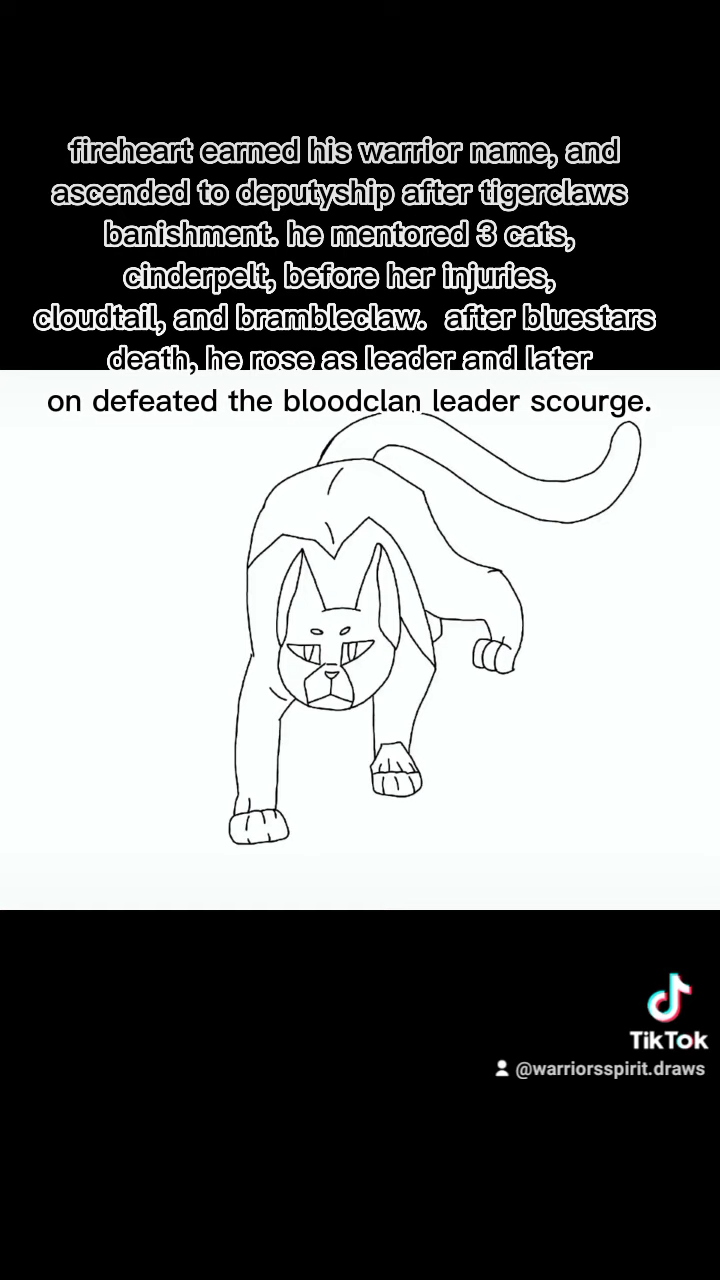 fireheart earned his warrior name, and
ascended to deputyship after tigerclaws
banishment. he mentored 3 cats,
cinderpelt, before her injuries,
cloudtail, and brambleclaw.  after bluestars
death, he rose as leader and later
on defeated the bloodclan leader scourge.
TikTok
@warriorsspirit.draws